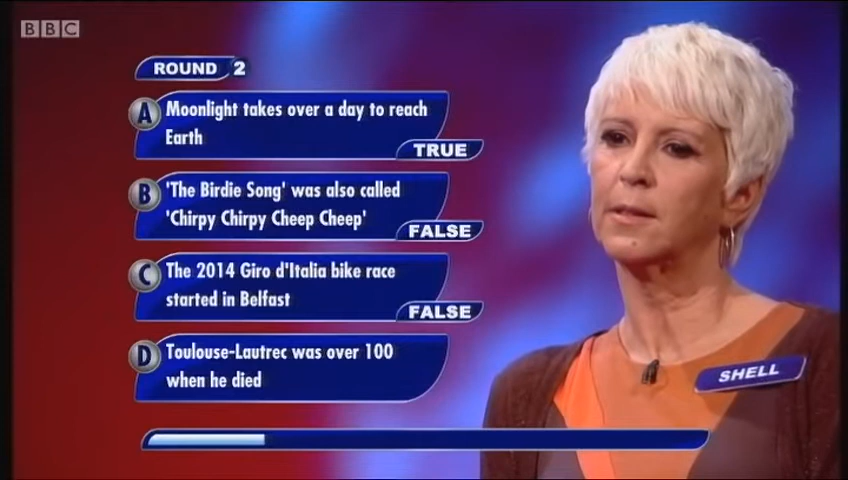 BBC
ROUND 2
A Moonlight takes over a day to reach
Earth
TRUE
B 'The Birdie Song' was also called
'Chirpy Chirpy Cheep Cheep'
FALSE
C The 2014 Giro d'Italia bike race
started in Belfast
FALSE
D Toulouse-Lautrec was over 100
when he died
SHELL